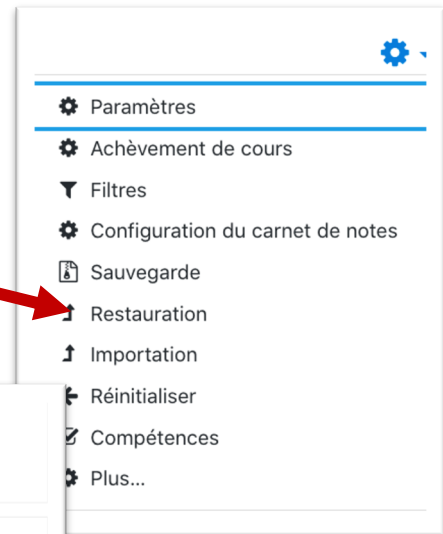 Paramètres
Achèvement de cours
Filtres
Configuration du carnet de notes
Sauvegarde
Restauration
Importation
Réinitialiser
Compétences
Plus...